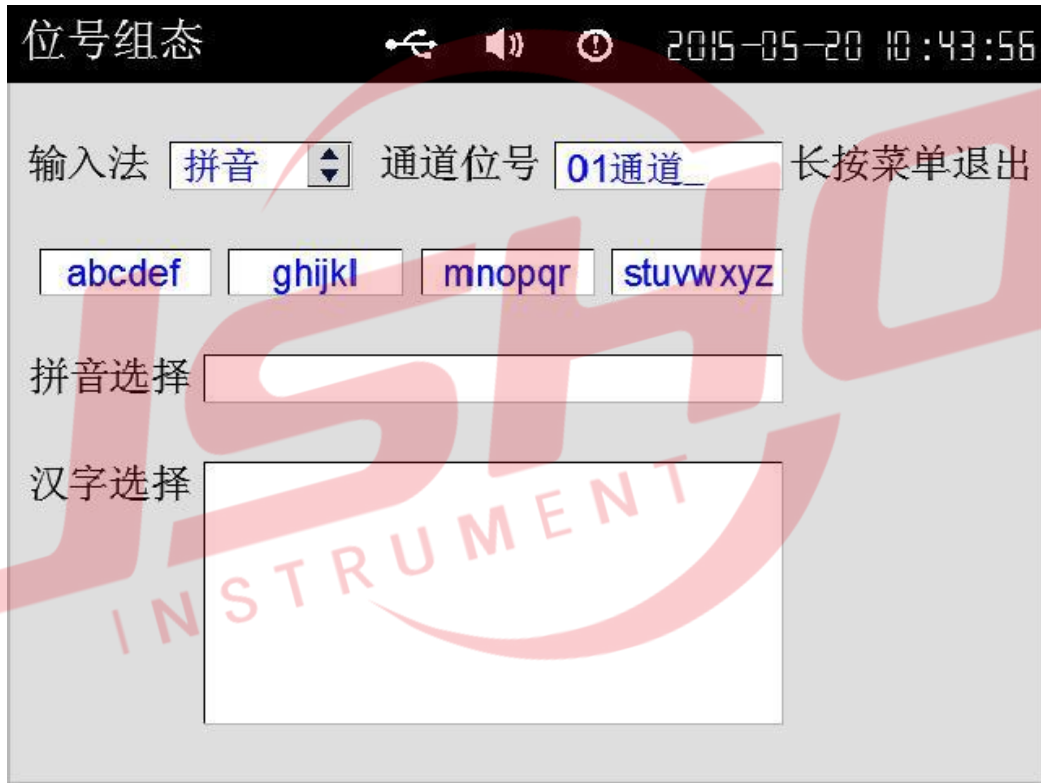 位号组态 2015-05-20 10:43:56
输入法 拼音 通道位号 01通道_ 长按菜单退出
abcdef ghijkl mnopqr stuvwxyz
拼音选择
汉字选择
INSTRUMENT